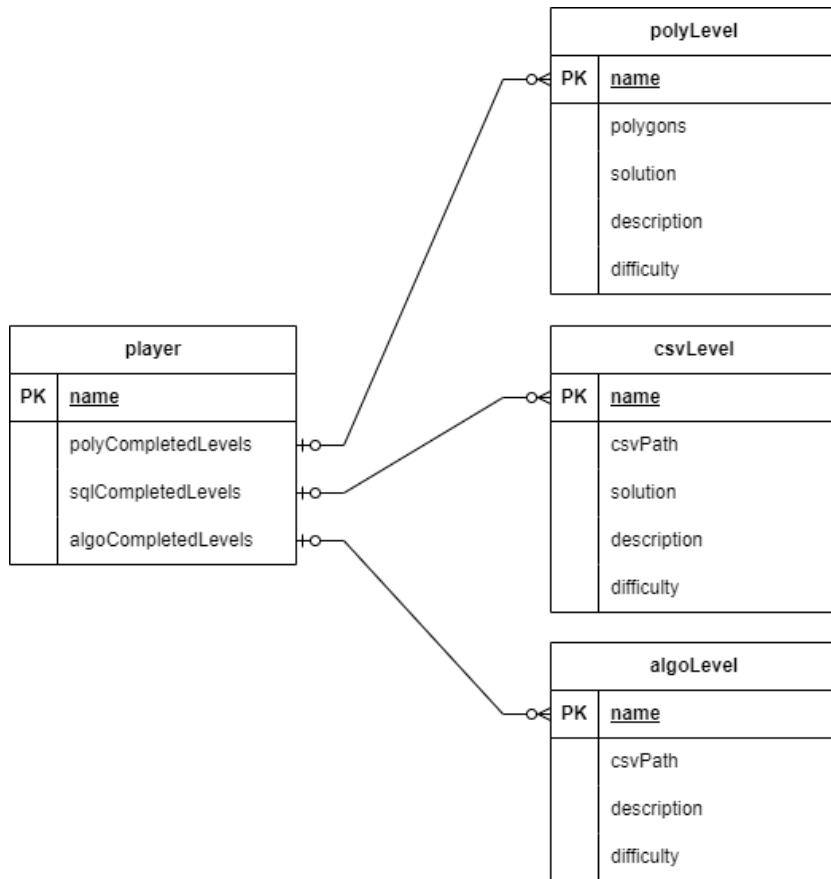 polyLevel
PK name
polygons
solution
description
difficulty
player
PK name
polyCompletedLevels
sqlCompletedLevels
algoCompletedLevels
csvLevel
PK name
csvPath
solution
description
difficulty
algoLevel
PK name
csvPath
description
difficulty